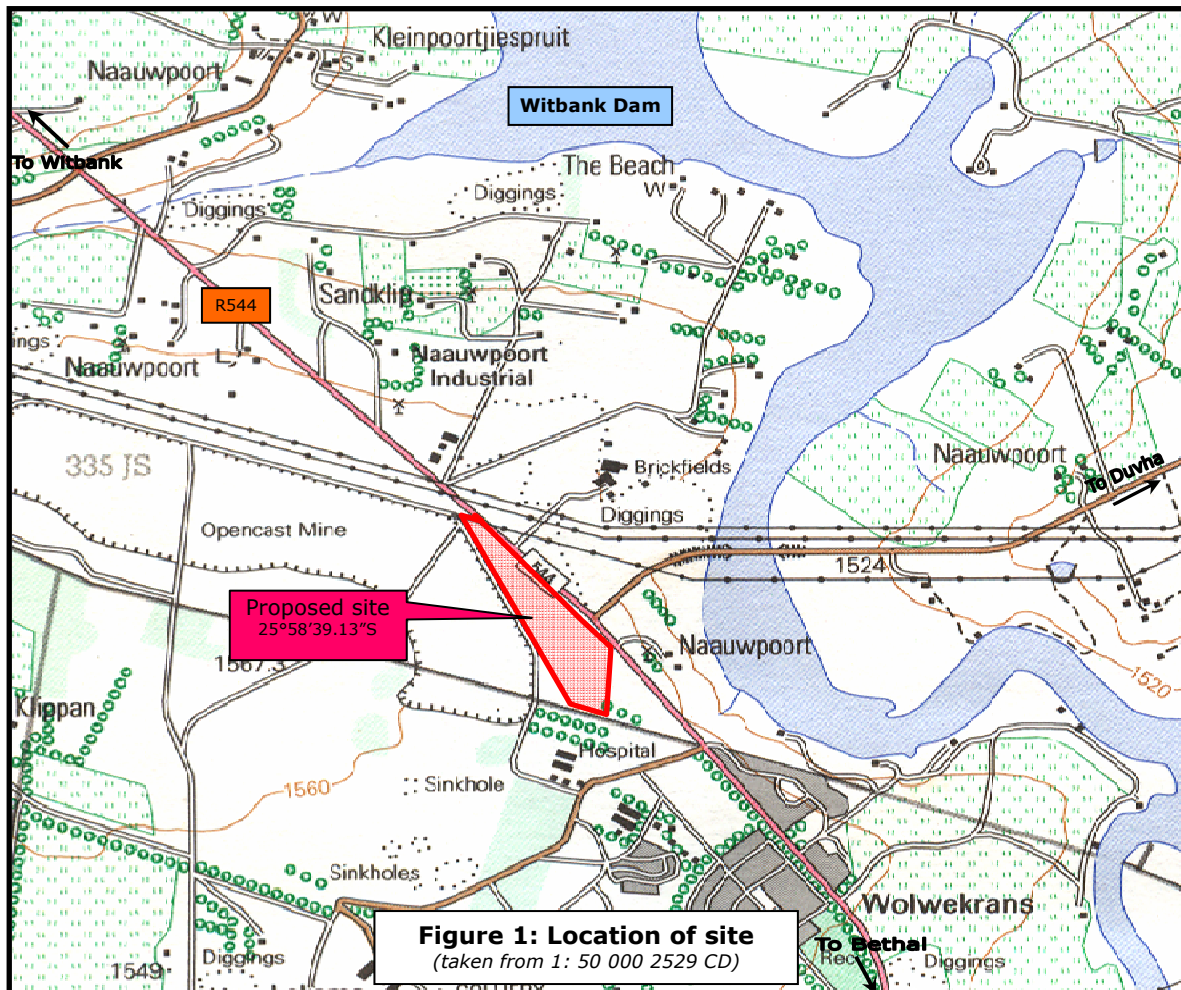 W
Kleinpoortjiespruit
S
Naauwpoort
Witbank Dam
To Witbank
The Beach
W
Diggings
Diggings
R544
Sandklip
ings
Naauwpoort
Naauwpoort
Industrial
335 JS
Brickfields
Naauwpoort
To Duvha
Opencast Mine
Diggings
544
1524
Proposed site
25°58’39.13”S
1567.3
Naauwpoort
1520
Klippan
Hospital
1560
Sinkhole
Sinkholes
Wolwekrans
Figure 1: Location of site
(taken from 1: 50 000 2529 CD)
To Bethal
Rec
Diggings
Diggings
1549